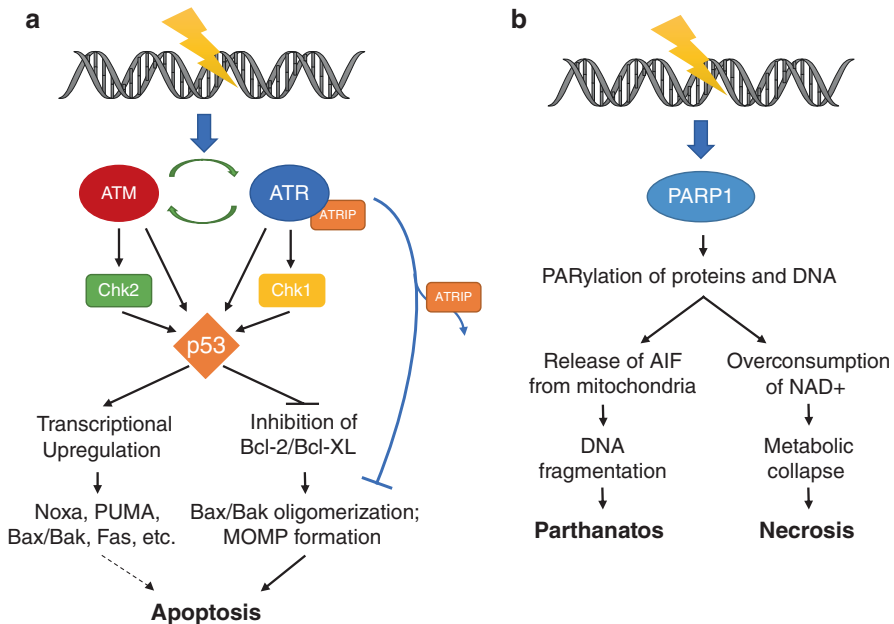 a
ATM
ATR
ATRIP
Chk2
Chk1
ATRIP
p53
Transcriptional
Upregulation
Inhibition of
Bcl-2/Bcl-XL
Noxa, PUMA,
Bax/Bak, Fas, etc.
Bax/Bak oligomerization;
MOMP formation
Apoptosis
b
PARP1
PARylation of proteins and DNA
Release of AIF
from mitochondria
Overconsumption
of NAD+
DNA
fragmentation
Metabolic
collapse
Parthanatos
Necrosis